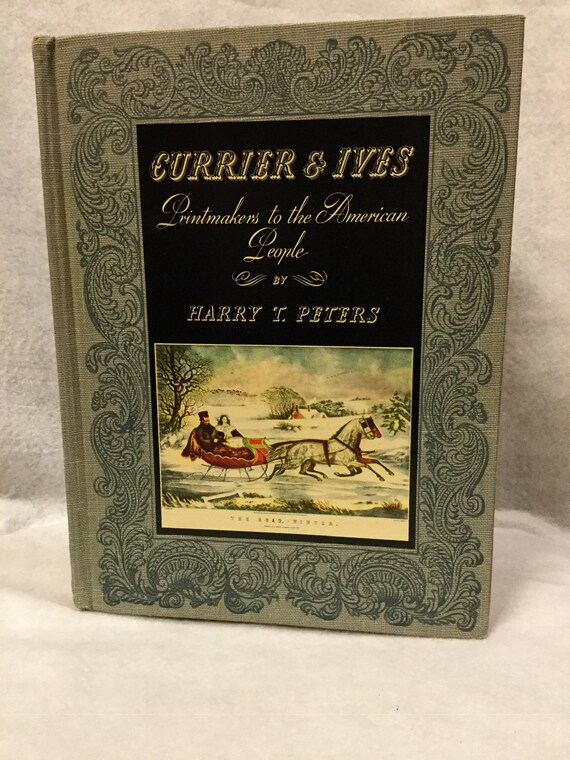 CURRIER & IVES
Printmakers to the American
People
BY
HARRY T. PETERS
THE ROAD,-WINTER.